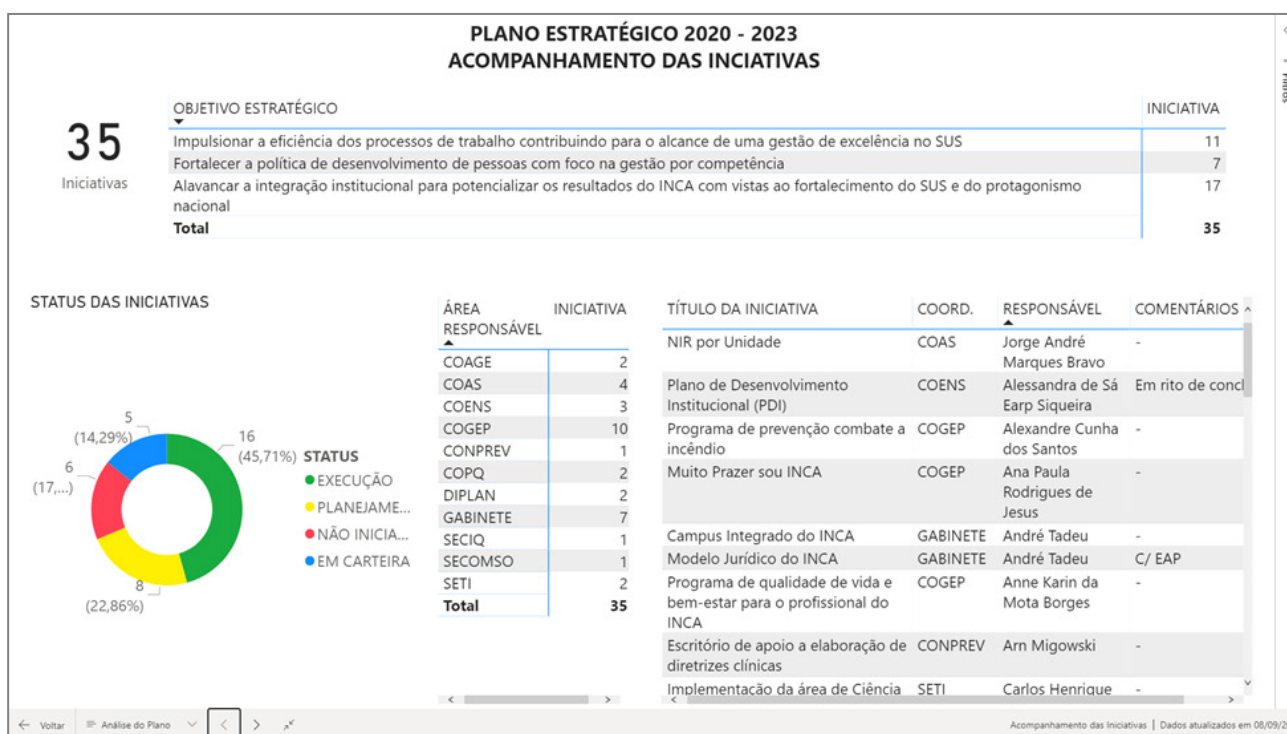 PLANO ESTRATÉGICO 2020 - 2023
ACOMPANHAMENTO DAS INCIATIVAS
Filtros
35
Iniciativas
OBJETIVO ESTRATÉGICO INICIATIVA
Impulsionar a eficiência dos processos de trabalho contribuindo para o alcance de uma gestão de excelência no SUS 11
Fortalecer a política de desenvolvimento de pessoas com foco na gestão por competência 7
Alavancar a integração institucional para potencializar os resultados do INCA com vistas ao fortalecimento do SUS e do protagonismo 17
nacional
Total 35
STATUS DAS INICIATIVAS
5
(14,29%)
16
(45,71%)
6
(17,...)
8
(22,86%)
STATUS
EXECUÇÃO
PLANEJAME...
NÃO INICIA...
EM CARTEIRA
ÁREA INICIATIVA
RESPONSÁVEL
COAGE 2
COAS 4
COENS 3
COGEP 10
CONPREV 1
COPQ 2
DIPLAN 2
GABINETE 7
SECIQ 1
SECOMSO 1
SETI 2
Total 35
TÍTULO DA INICIATIVA COORD. RESPONSÁVEL COMENTÁRIOS
NIR por Unidade COAS Jorge André -
Marques Bravo
Plano de Desenvolvimento COENS Alessandra de Sá Em rito de concl
Institucional (PDI) Earp Siqueira
Programa de prevenção combate a COGEP Alexandre Cunha -
incêndio dos Santos
Muito Prazer sou INCA COGEP Ana Paula -
Rodrigues de
Jesus
Campus Integrado do INCA GABINETE André Tadeu -
Modelo Jurídico do INCA GABINETE André Tadeu C/ EAP
Programa de qualidade de vida e COGEP Anne Karin da -
bem-estar para o profissional do Mota Borges
INCA
Escritório de apoio a elaboração de CONPREV Arn Migowski -
diretrizes clínicas
Implementação da área de Ciência SETI Carlos Henrique -
Voltar Análise do Plano
Acompanhamento das Iniciativas | Dados atualizados em 08/09/2